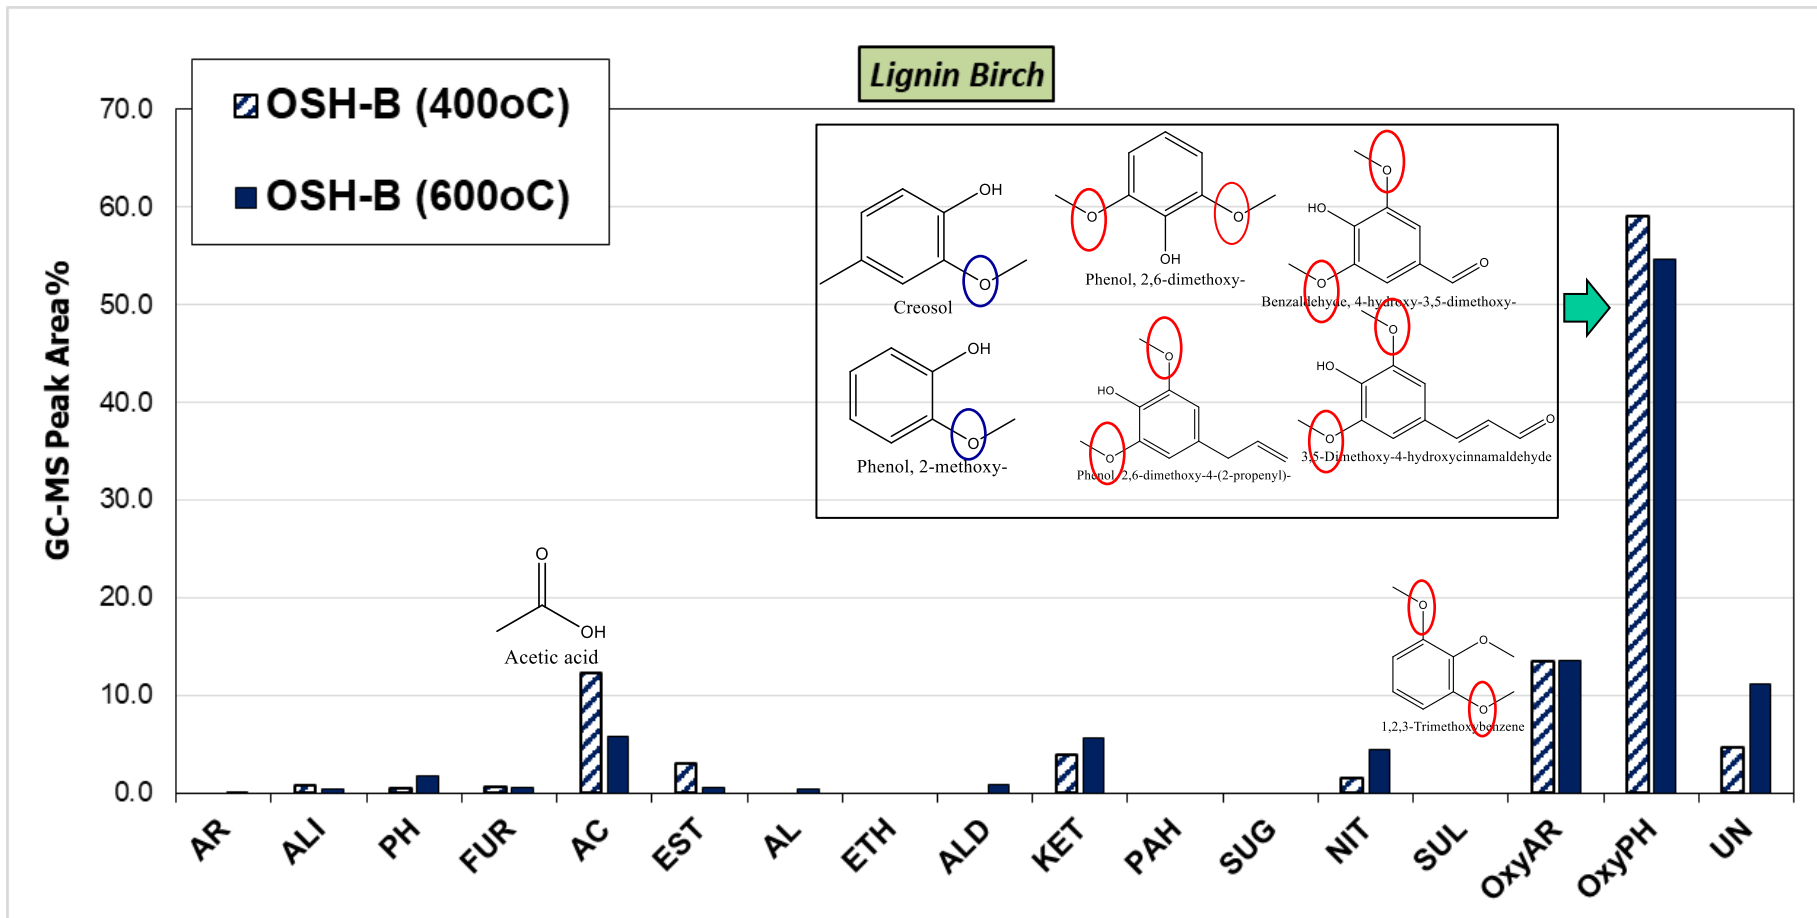 Lignin Birch
OSH-B (400oC)
OSH-B (600oC)
GC-MS Peak Area%
70.0
60.0
50.0
40.0
30.0
20.0
10.0
0.0
OH
O
Creosol
O
O
OH
Phenol, 2,6-dimethoxy-
O
HO
O
O
Benzaldehyde, 4-hydroxy-3,5-dimethoxy-
OH
O
Phenol, 2-methoxy-
O
HO
O
Phenol, 2,6-dimethoxy-4-(2-propenyl)-
O
HO
O
O
3,5-Dimethoxy-4-hydroxycinnamaldehyde
O
OH
Acetic acid
O
O
O
1,2,3-Trimethoxybenzene
AR
ALI
PH
FUR
AC
EST
AL
ETH
ALD
KET
PAH
SUG
NIT
SUL
OxyAR
OxyPH
UN